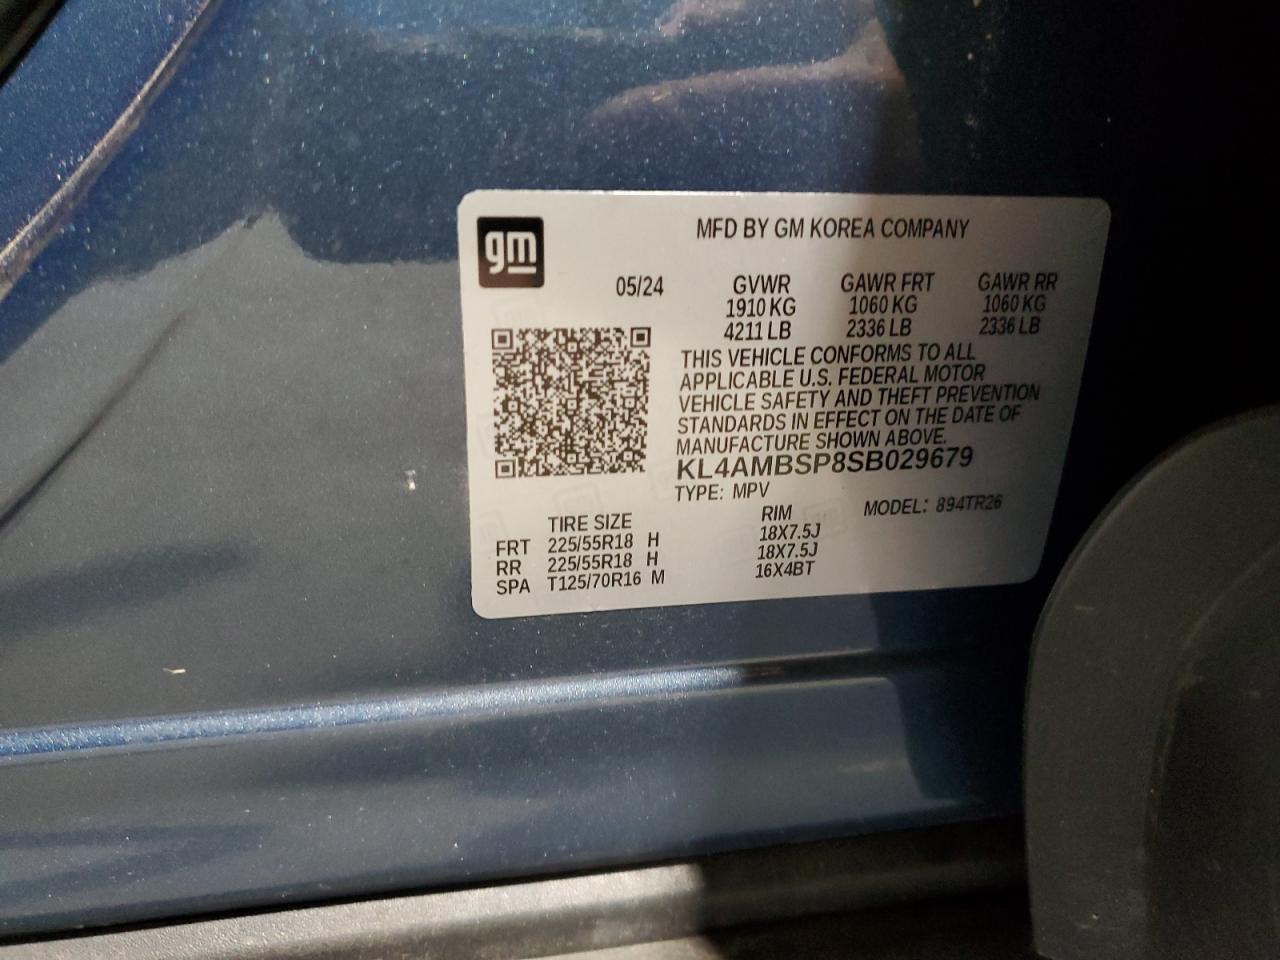 gm
MFD BY GM KOREA COMPANY
05/24 GVWR GAWR FRT GAWR RR
1910 KG 1060 KG 1060 KG
4211 LB 2336 LB 2336 LB
THIS VEHICLE CONFORMS TO ALL
APPLICABLE U.S. FEDERAL MOTOR
VEHICLE SAFETY AND THEFT PREVENTION
STANDARDS IN EFFECT ON THE DATE OF
MANUFACTURE SHOWN ABOVE.
KL4AMBSP8SB029679
TYPE: MPV MODEL: 894TR26
TIRE SIZE RIM
FRT 225/55R18 H 18X7.5J
RR 225/55R18 H 18X7.5J
SPA T125/70R16 M 16X4BT